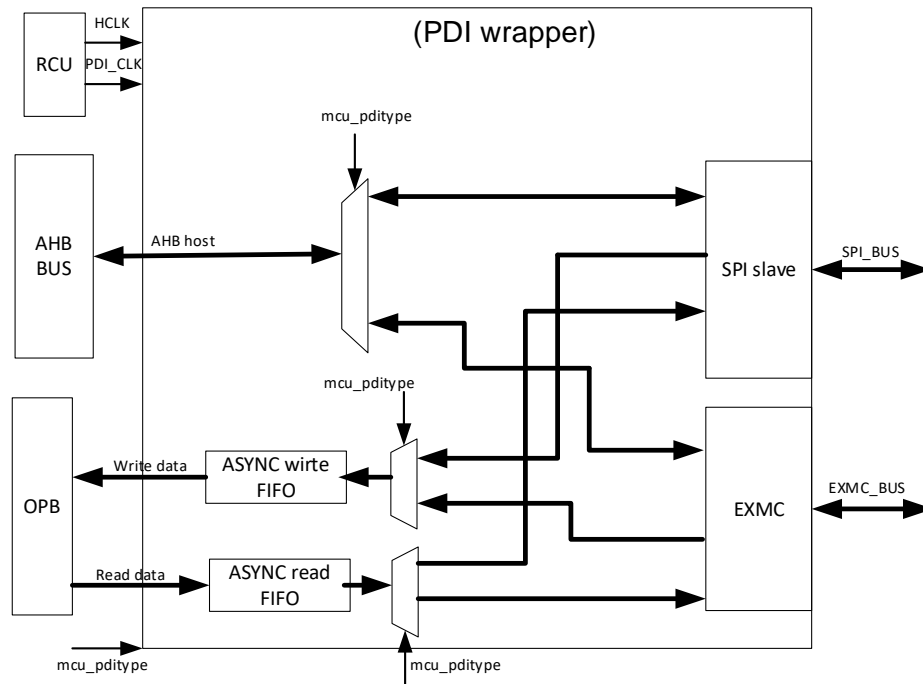 (PDI wrapper)
HCLK
RCU
PDI_CLK
mcu_pditype
AHB
BUS
AHB host
SPI slave
SPI_BUS
mcu_pditype
OPB
Write data
ASYNC wirte
FIFO
EXMC
EXMC_BUS
Read data
ASYNC read
FIFO
mcu_pditype
mcu_pditype